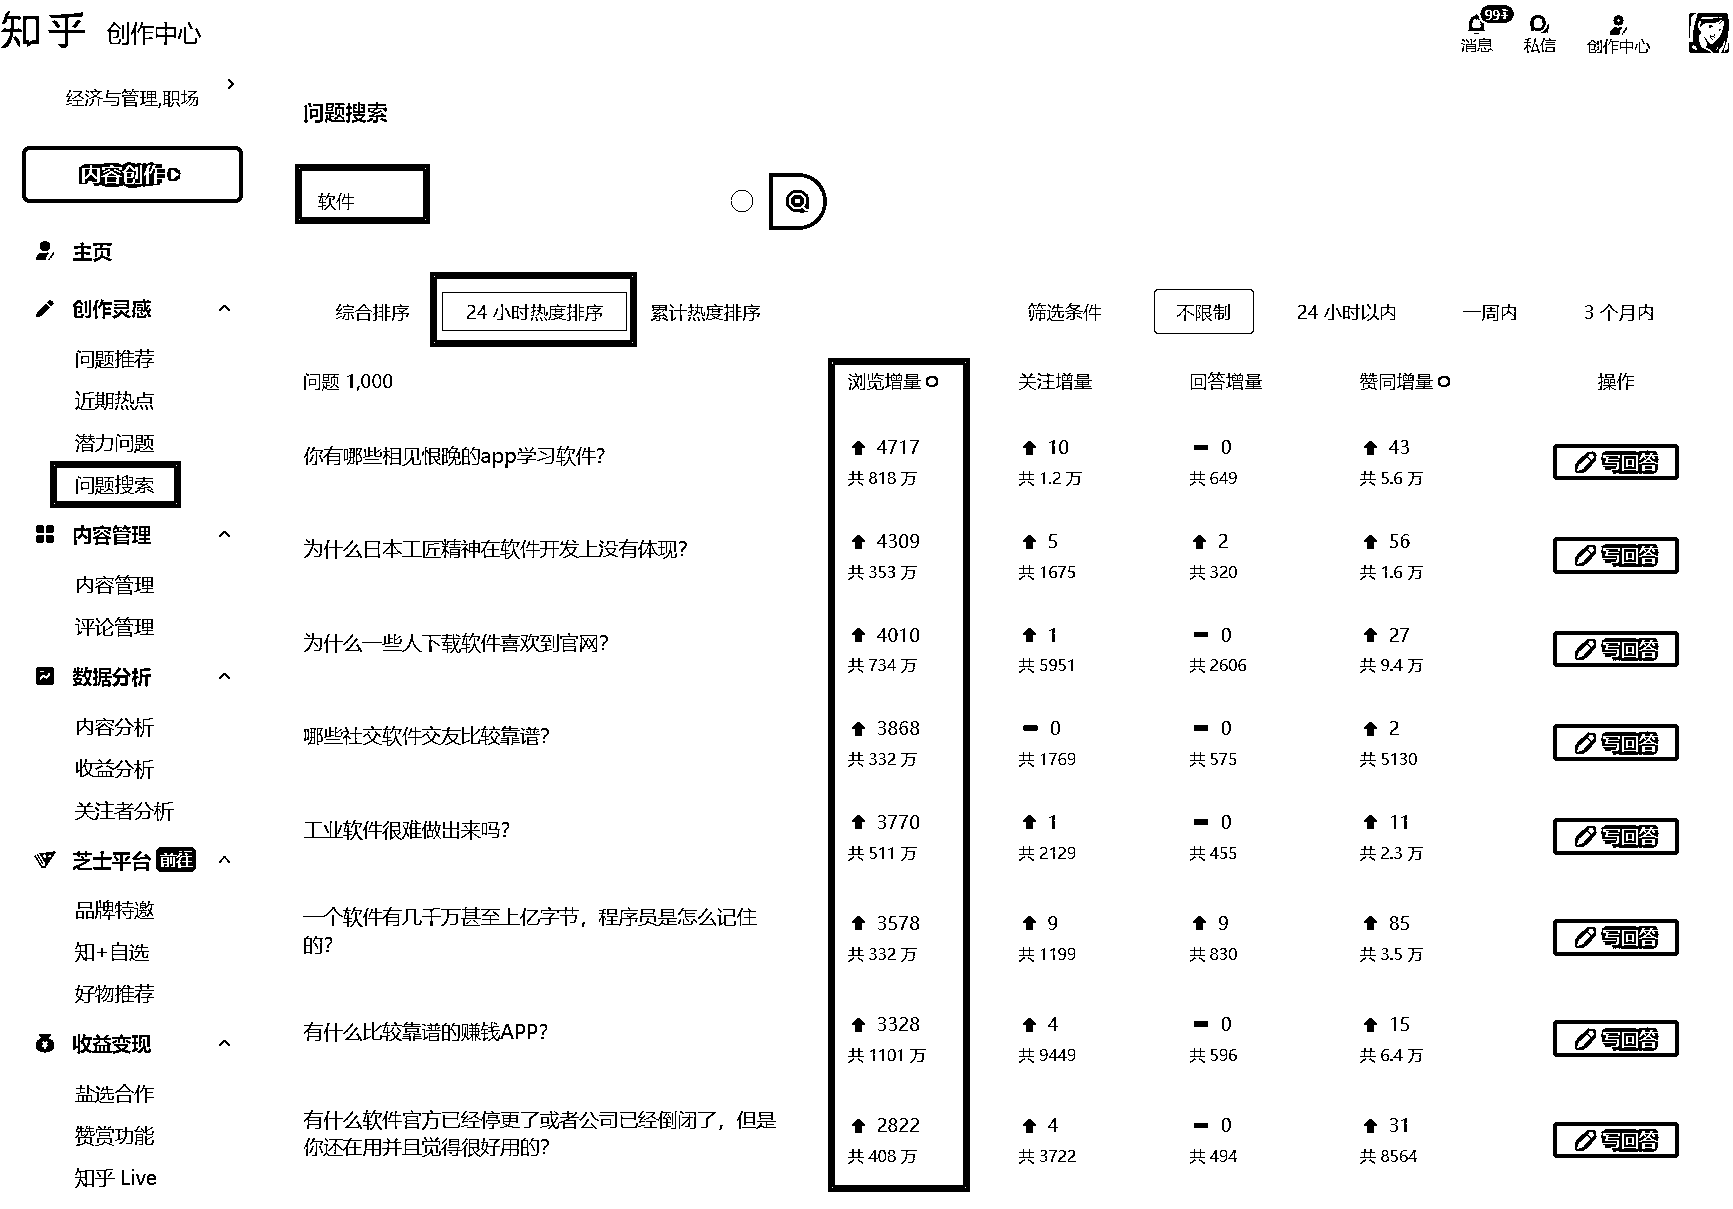 知乎 创作中心
99+
消息 私信 创作中心
经济与管理,职场
内容创作
主页
创作灵感
问题推荐
近期热点
潜力问题
问题搜索
内容管理
内容管理
评论管理
数据分析
内容分析
收益分析
关注者分析
芝士平台 前往
品牌特邀
知+自选
好物推荐
收益变现
盐选合作
赞赏功能
知乎 Live
问题搜索
软件
综合排序 24 小时热度排序 累计热度排序 筛选条件 不限制 24 小时以内 一周内 3 个月内
问题 1,000 浏览增量 关注增量 回答增量 赞同增量 操作
你有哪些相见恨晚的app学习软件? 4717 10 0 43 写回答
共 818 万 共 1.2 万 共 649 共 5.6 万
为什么日本工匠精神在软件开发上没有体现? 4309 5 2 56 写回答
共 353 万 共 1675 共 320 共 1.6 万
为什么一些人下载软件喜欢到官网? 4010 1 0 27 写回答
共 734 万 共 5951 共 2606 共 9.4 万
哪些社交软件交友比较靠谱? 3868 0 0 2 写回答
共 332 万 共 1769 共 575 共 5130
工业软件很难做出来吗? 3770 1 0 11 写回答
共 511 万 共 2129 共 455 共 2.3 万
一个软件有几千万甚至上亿字节，程序员是怎么记住
的? 3578 9 9 85 写回答
共 332 万 共 1199 共 830 共 3.5 万
有什么比较靠谱的赚钱APP? 3328 4 0 15 写回答
共 1101 万 共 9449 共 596 共 6.4 万
有什么软件官方已经停更了或者公司已经倒闭了，但是
你还在用并且觉得很好用的? 2822 4 0 31 写回答
共 408 万 共 3722 共 494 共 8564